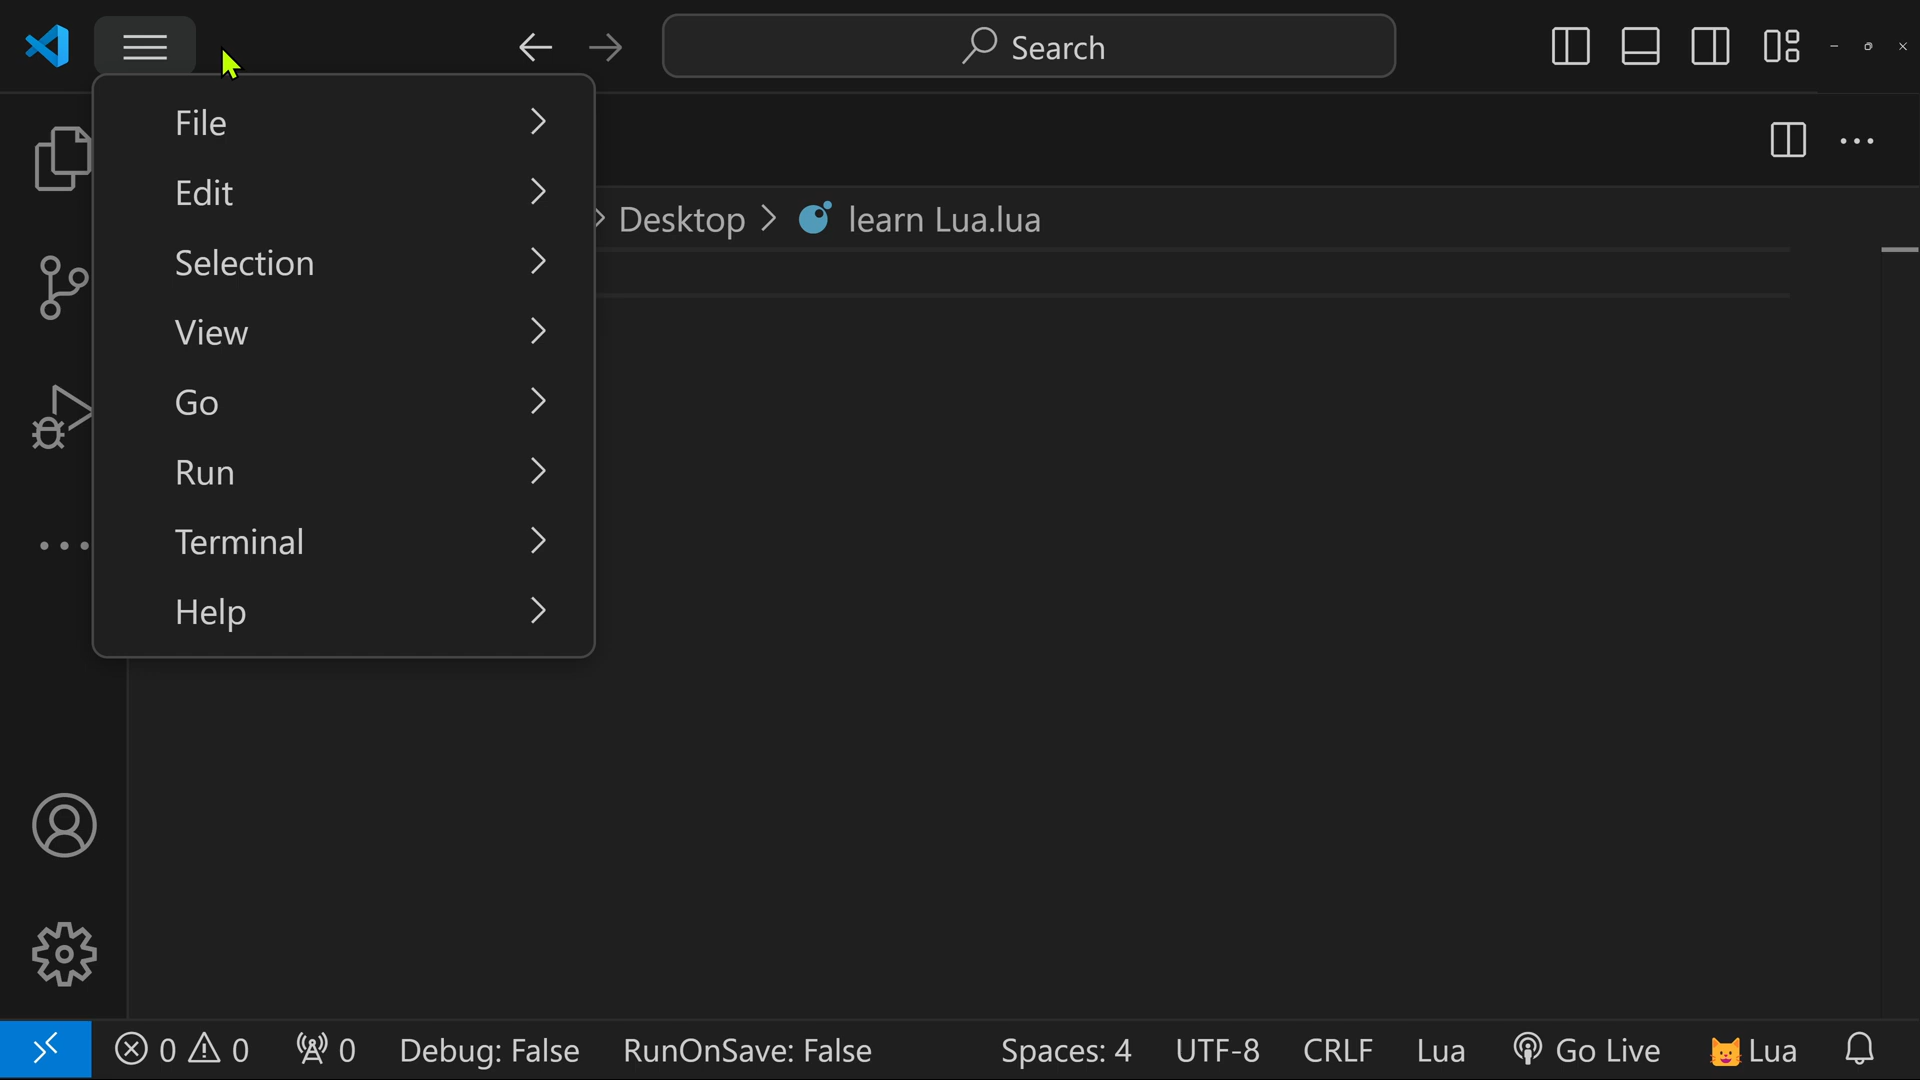 Search
File
Edit
Selection
View
Go
Run
Terminal
Help
Desktop > learn Lua.lua
0 0 0 Debug: False RunOnSave: False Spaces: 4 UTF-8 CRLF Lua Go Live Lua